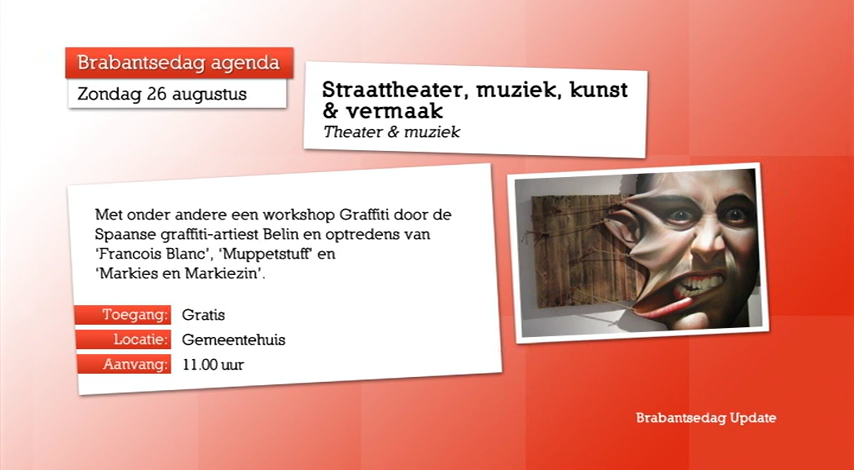 Brabantsedag agenda
Zondag 26 augustus
Straattheater, muziek, kunst
& vermaak
Theater & muziek
Met onder andere een workshop Graffiti door de
Spaanse graffiti-artiest Belin en optredens van
‘Francois Blanc’, ‘Muppetstuff’ en
‘Markies en Markiezin’.
Toegang: Gratis
Locatie: Gemeentehuis
Aanvang: 11.00 uur
Brabantsedag Update